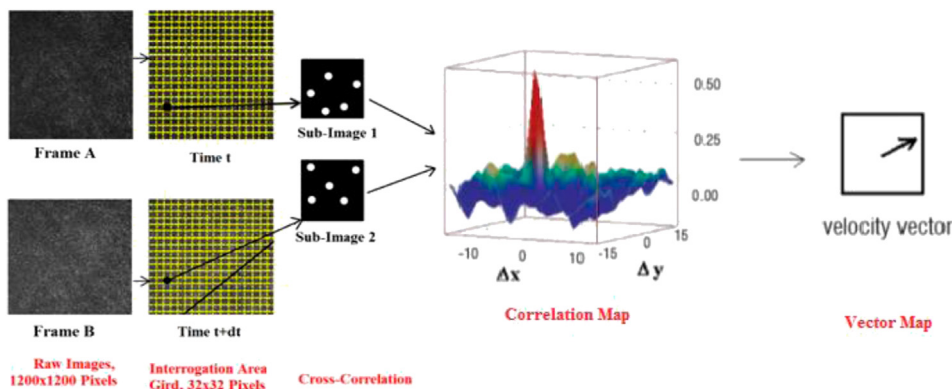 Frame A
Time t
Sub-Image 1
Frame B
Time t+dt
Sub-Image 2
0.50
0.25
0.00
-10
0
10
-15
0
15
Δx
Δy
Correlation Map
velocity vector
Vector Map
Raw Images,
1200x1200 Pixels
Interrogation Area
Gird, 32x32 Pixels
Cross-Correlation